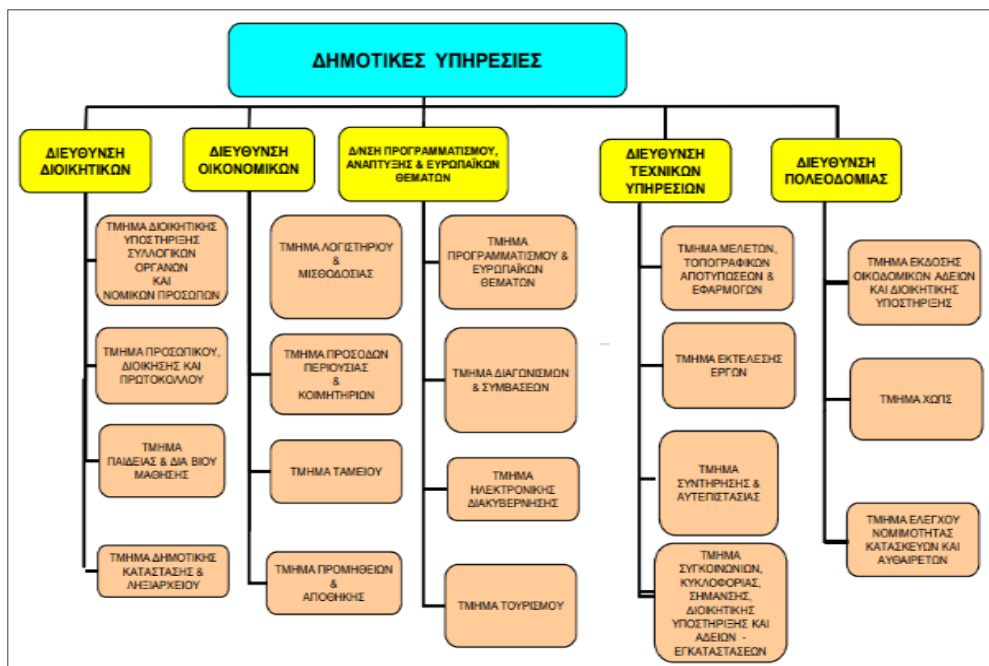 ΔΗΜΟΤΙΚΕΣ ΥΠΗΡΕΣΙΕΣ
ΔΙΕΥΘΥΝΣΗ
ΔΙΟΙΚΗΤΙΚΩΝ
ΤΜΗΜΑ ΔΙΟΙΚΗΤΙΚΗΣ
ΥΠΟΣΤΗΡΙΞΗΣ
ΣΥΛΛΟΓΙΚΩΝ
ΟΡΓΑΝΩΝ
ΚΑΙ
ΝΟΜΙΚΩΝ ΠΡΟΣΩΠΩΝ
ΤΜΗΜΑ ΠΡΟΣΩΠΙΚΟΥ,
ΔΙΟΙΚΗΣΗΣ ΚΑΙ
ΠΡΩΤΟΚΟΛΛΟΥ
ΤΜΗΜΑ
ΠΑΙΔΕΙΑΣ & ΔΙΑ ΒΙΟΥ
ΜΑΘΗΣΗΣ
ΤΜΗΜΑ ΔΗΜΟΤΙΚΗΣ
ΚΑΤΑΣΤΑΣΗΣ &
ΛΗΞΙΑΡΧΕΙΟΥ
ΔΙΕΥΘΥΝΣΗ
ΟΙΚΟΝΟΜΙΚΩΝ
ΤΜΗΜΑ ΛΟΓΙΣΤΗΡΙΟΥ
&
ΜΙΣΘΟΔΟΣΙΑΣ
ΤΜΗΜΑ ΠΡΟΣΟΔΩΝ
ΠΕΡΙΟΥΣΙΑΣ
&
ΚΟΙΜΗΤΗΡΙΩΝ
ΤΜΗΜΑ ΤΑΜΕΙΟΥ
ΤΜΗΜΑ ΠΡΟΜΗΘΕΙΩΝ
&
ΑΠΟΘΗΚΗΣ
Δ/ΝΣΗ ΠΡΟΓΡΑΜΜΑΤΙΣΜΟΥ,
ΑΝΑΠΤΥΞΗΣ & ΕΥΡΩΠΑΪΚΩΝ
ΘΕΜΑΤΩΝ
ΤΜΗΜΑ
ΠΡΟΓΡΑΜΜΑΤΙΣΜΟΥ &
ΕΥΡΩΠΑΪΚΩΝ
ΘΕΜΑΤΩΝ
ΤΜΗΜΑ ΔΙΑΓΩΝΙΣΜΩΝ
& ΣΥΜΒΑΣΕΩΝ
ΤΜΗΜΑ
ΗΛΕΚΤΡΟΝΙΚΗΣ
ΔΙΑΚΥΒΕΡΝΗΣΗΣ
ΤΜΗΜΑ ΤΟΥΡΙΣΜΟΥ
ΔΙΕΥΘΥΝΣΗ
ΤΕΧΝΙΚΩΝ
ΥΠΗΡΕΣΙΩΝ
ΤΜΗΜΑ ΜΕΛΕΤΩΝ,
ΤΟΠΟΓΡΑΦΙΚΩΝ
ΑΠΟΤΥΠΩΣΕΩΝ &
ΕΦΑΡΜΟΓΩΝ
ΤΜΗΜΑ ΕΚΤΕΛΕΣΗΣ
ΕΡΓΩΝ
ΤΜΗΜΑ
ΣΥΝΤΗΡΗΣΗΣ &
ΑΥΤΕΠΙΣΤΑΣΙΑΣ
ΤΜΗΜΑ
ΣΥΓΚΟΙΝΩΝΙΩΝ,
ΚΥΚΛΟΦΟΡΙΑΣ,
ΣΗΜΑΝΣΗΣ,
ΔΙΟΙΚΗΤΙΚΗΣ
ΥΠΟΣΤΗΡΙΞΗΣ ΚΑΙ
ΑΔΕΙΩΝ -
ΕΓΚΑΤΑΣΤΑΣΕΩΝ
ΔΙΕΥΘΥΝΣΗ
ΠΟΛΕΟΔΟΜΙΑΣ
ΤΜΗΜΑ ΕΚΔΟΣΗΣ
ΟΙΚΟΔΟΜΙΚΩΝ ΑΔΕΙΩΝ
ΚΑΙ ΔΙΟΙΚΗΤΙΚΗΣ
ΥΠΟΣΤΗΡΙΞΗΣ
ΤΜΗΜΑ ΧΩΠΣ
ΤΜΗΜΑ ΕΛΕΓΧΟΥ
ΝΟΜΙΜΟΤΗΤΑΣ
ΚΑΤΑΣΚΕΥΩΝ ΚΑΙ
ΑΥΘΑΙΡΕΤΩΝ